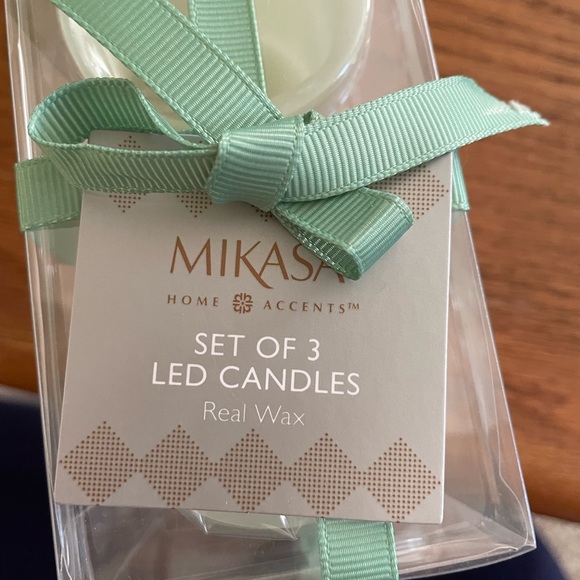 MIKASA
HOME ACCENTS™
SET OF 3
LED CANDLES
Real Wax